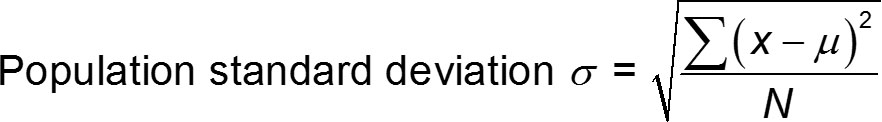 Population standard deviation σ = √(∑(x − μ)² / N)